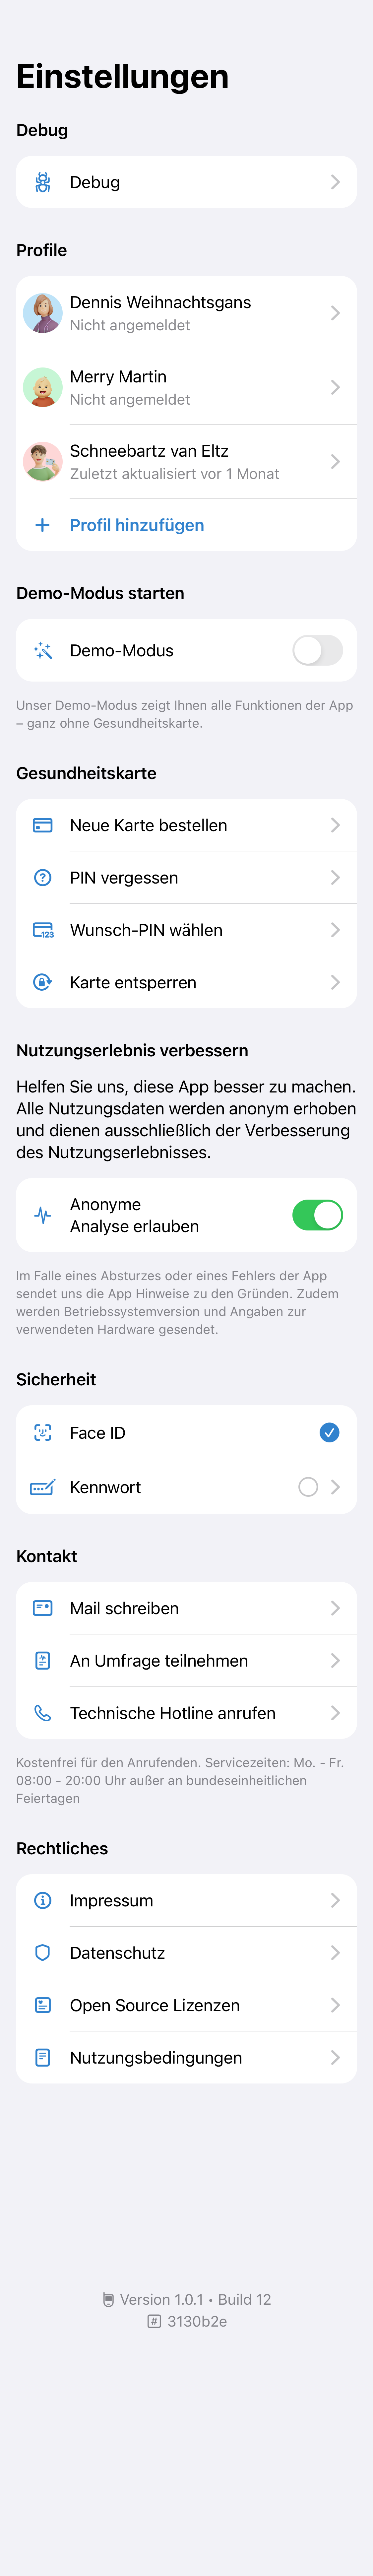 Einstellungen
Debug
Debug
Profile
Dennis Weihnachtsgans
Nicht angemeldet
Merry Martin
Nicht angemeldet
Schneebartz van Eltz
Zuletzt aktualisiert vor 1 Monat
Profil hinzufügen
Demo-Modus starten
Demo-Modus
Unser Demo-Modus zeigt Ihnen alle Funktionen der App
– ganz ohne Gesundheitskarte.
Gesundheitskarte
Neue Karte bestellen
PIN vergessen
Wunsch-PIN wählen
Karte entsperren
Nutzungserlebnis verbessern
Helfen Sie uns, diese App besser zu machen.
Alle Nutzungsdaten werden anonym erhoben
und dienen ausschließlich der Verbesserung
des Nutzungserlebnisses.
Anonyme
Analyse erlauben
Im Falle eines Absturzes oder eines Fehlers der App
sendet uns die App Hinweise zu den Gründen. Zudem
werden Betriebssystemversion und Angaben zur
verwendeten Hardware gesendet.
Sicherheit
Face ID
Kennwort
Kontakt
Mail schreiben
An Umfrage teilnehmen
Technische Hotline anrufen
Kostenfrei für den Anrufenden. Servicezeiten: Mo. - Fr.
08:00 - 20:00 Uhr außer an bundeseinheitlichen
Feiertagen
Rechtliches
Impressum
Datenschutz
Open Source Lizenzen
Nutzungsbedingungen
Version 1.0.1 • Build 12
# 3130b2e